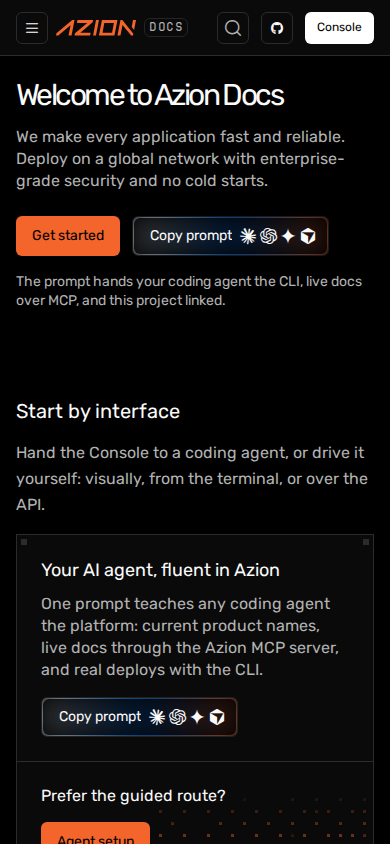 AZION DOCS Console
Welcome to Azion Docs
We make every application fast and reliable.
Deploy on a global network with enterprise-
grade security and no cold starts.
Get started Copy prompt
The prompt hands your coding agent the CLI, live docs
over MCP, and this project linked.
Start by interface
Hand the Console to a coding agent, or drive it
yourself: visually, from the terminal, or over the
API.
Your AI agent, fluent in Azion
One prompt teaches any coding agent
the platform: current product names,
live docs through the Azion MCP server,
and real deploys with the CLI.
Copy prompt
Prefer the guided route?
Agent setup